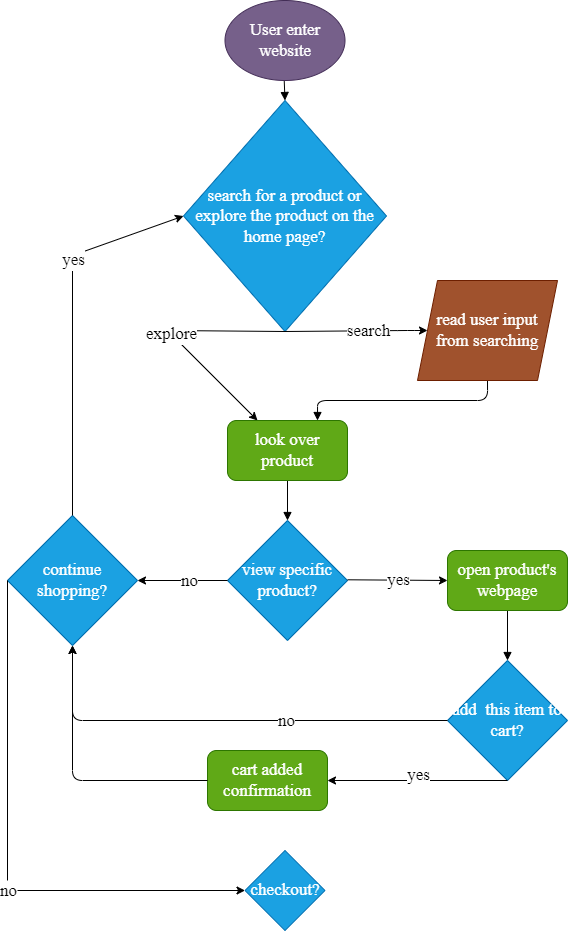 User enter
website
search for a product or
explore the product on the
home page?
yes
explore
search
read user input
from searching
look over
product
continue
shopping?
no
view specific
product?
yes
open product's
webpage
add this item to
cart?
no
cart added
confirmation
yes
no
checkout?